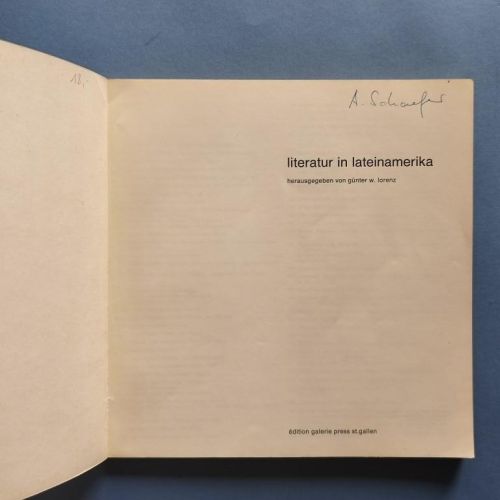 18,-
A. Schaefer
literatur in lateinamerika
herausgegeben von günter w. lorenz
édition galerie press st.gallen